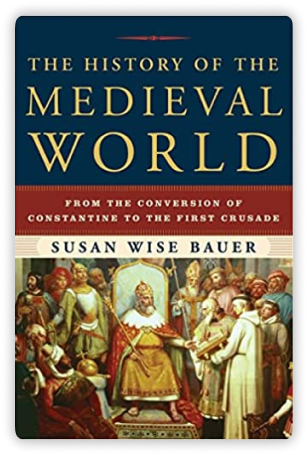 THE HISTORY OF THE
MEDIEVAL
WORLD
FROM THE CONVERSION OF
CONSTANTINE TO THE FIRST CRUSADE
SUSAN WISE BAUER